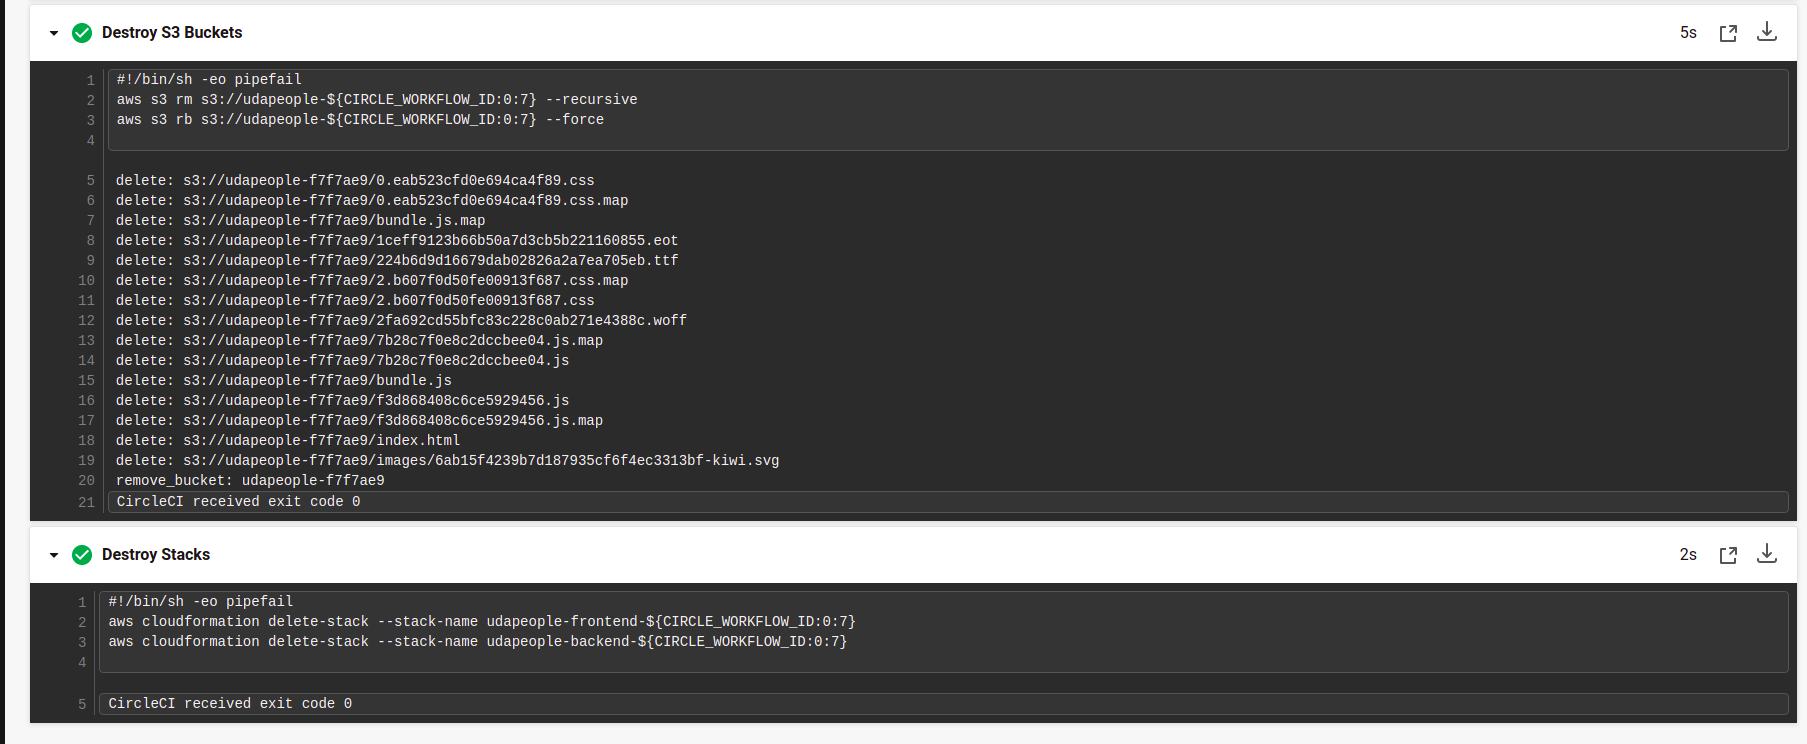 Destroy S3 Buckets
5s
1 #!/bin/sh -eo pipefail
2 aws s3 rm s3://udapeople-${CIRCLE_WORKFLOW_ID:0:7} --recursive
3 aws s3 rb s3://udapeople-${CIRCLE_WORKFLOW_ID:0:7} --force
4
5 delete: s3://udapeople-f7f7ae9/0.eab523cfd0e694ca4f89.css
6 delete: s3://udapeople-f7f7ae9/0.eab523cfd0e694ca4f89.css.map
7 delete: s3://udapeople-f7f7ae9/bundle.js.map
8 delete: s3://udapeople-f7f7ae9/1ceff9123b66b50a7d3cb5b221160855.eot
9 delete: s3://udapeople-f7f7ae9/224b6d9d16679dab02826a2a7ea705eb.ttf
10 delete: s3://udapeople-f7f7ae9/2.b607f0d50fe00913f687.css.map
11 delete: s3://udapeople-f7f7ae9/2.b607f0d50fe00913f687.css
12 delete: s3://udapeople-f7f7ae9/2fa692cd55bfc83c228c0ab271e4388c.woff
13 delete: s3://udapeople-f7f7ae9/7b28c7f0e8c2dccbee04.js.map
14 delete: s3://udapeople-f7f7ae9/7b28c7f0e8c2dccbee04.js
15 delete: s3://udapeople-f7f7ae9/bundle.js
16 delete: s3://udapeople-f7f7ae9/f3d868408c6ce5929456.js
17 delete: s3://udapeople-f7f7ae9/f3d868408c6ce5929456.js.map
18 delete: s3://udapeople-f7f7ae9/index.html
19 delete: s3://udapeople-f7f7ae9/images/6ab15f4239b7d187935cf6f4ec3313bf-kiwi.svg
20 remove_bucket: udapeople-f7f7ae9
21 CircleCI received exit code 0
Destroy Stacks
2s
1 #!/bin/sh -eo pipefail
2 aws cloudformation delete-stack --stack-name udapeople-frontend-${CIRCLE_WORKFLOW_ID:0:7}
3 aws cloudformation delete-stack --stack-name udapeople-backend-${CIRCLE_WORKFLOW_ID:0:7}
4
5 CircleCI received exit code 0